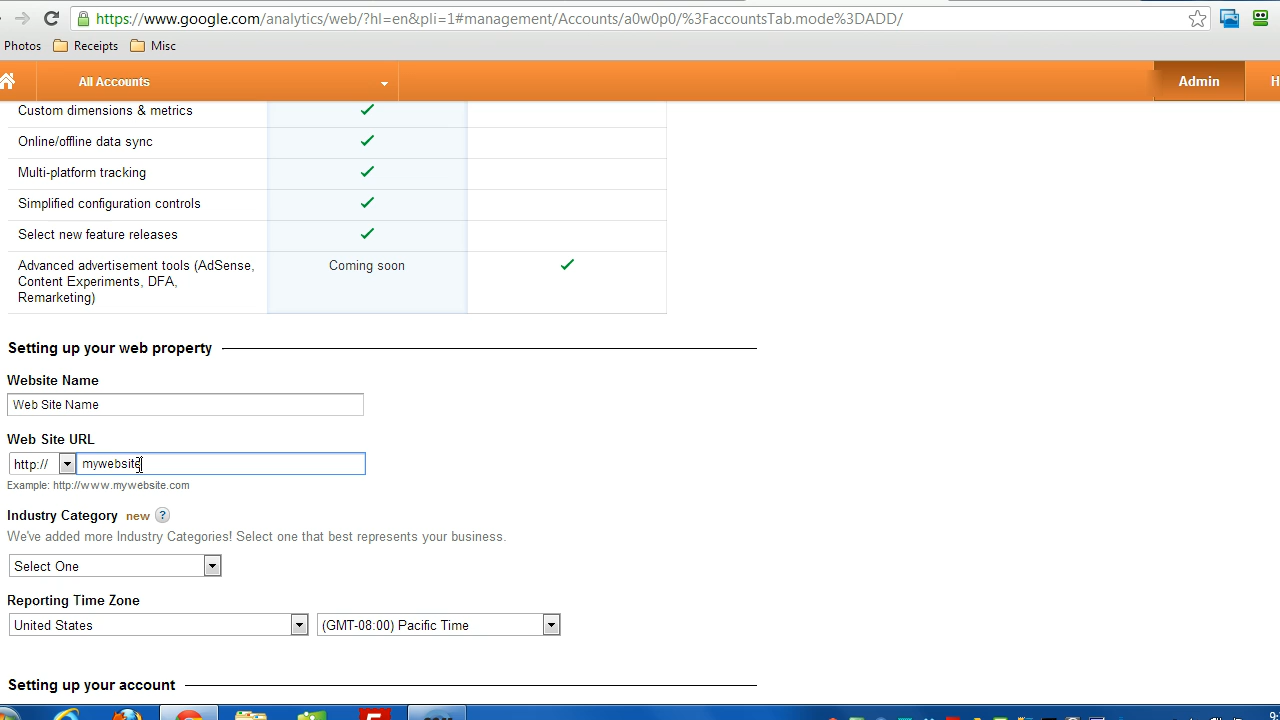 https://www.google.com/analytics/web/?hl=en&pli=1#management/Accounts/a0w0p0/%3FaccountsTab.mode%3DADD/
Photos Receipts Misc
All Accounts Admin H
Custom dimensions & metrics
Online/offline data sync
Multi-platform tracking
Simplified configuration controls
Select new feature releases
Advanced advertisement tools (AdSense, Coming soon
Content Experiments, DFA,
Remarketing)
Setting up your web property
Website Name
Web Site Name
Web Site URL
http:// mywebsite
Example: http://www.mywebsite.com
Industry Category new ?
We've added more Industry Categories! Select one that best represents your business.
Select One
Reporting Time Zone
United States (GMT-08:00) Pacific Time
Setting up your account